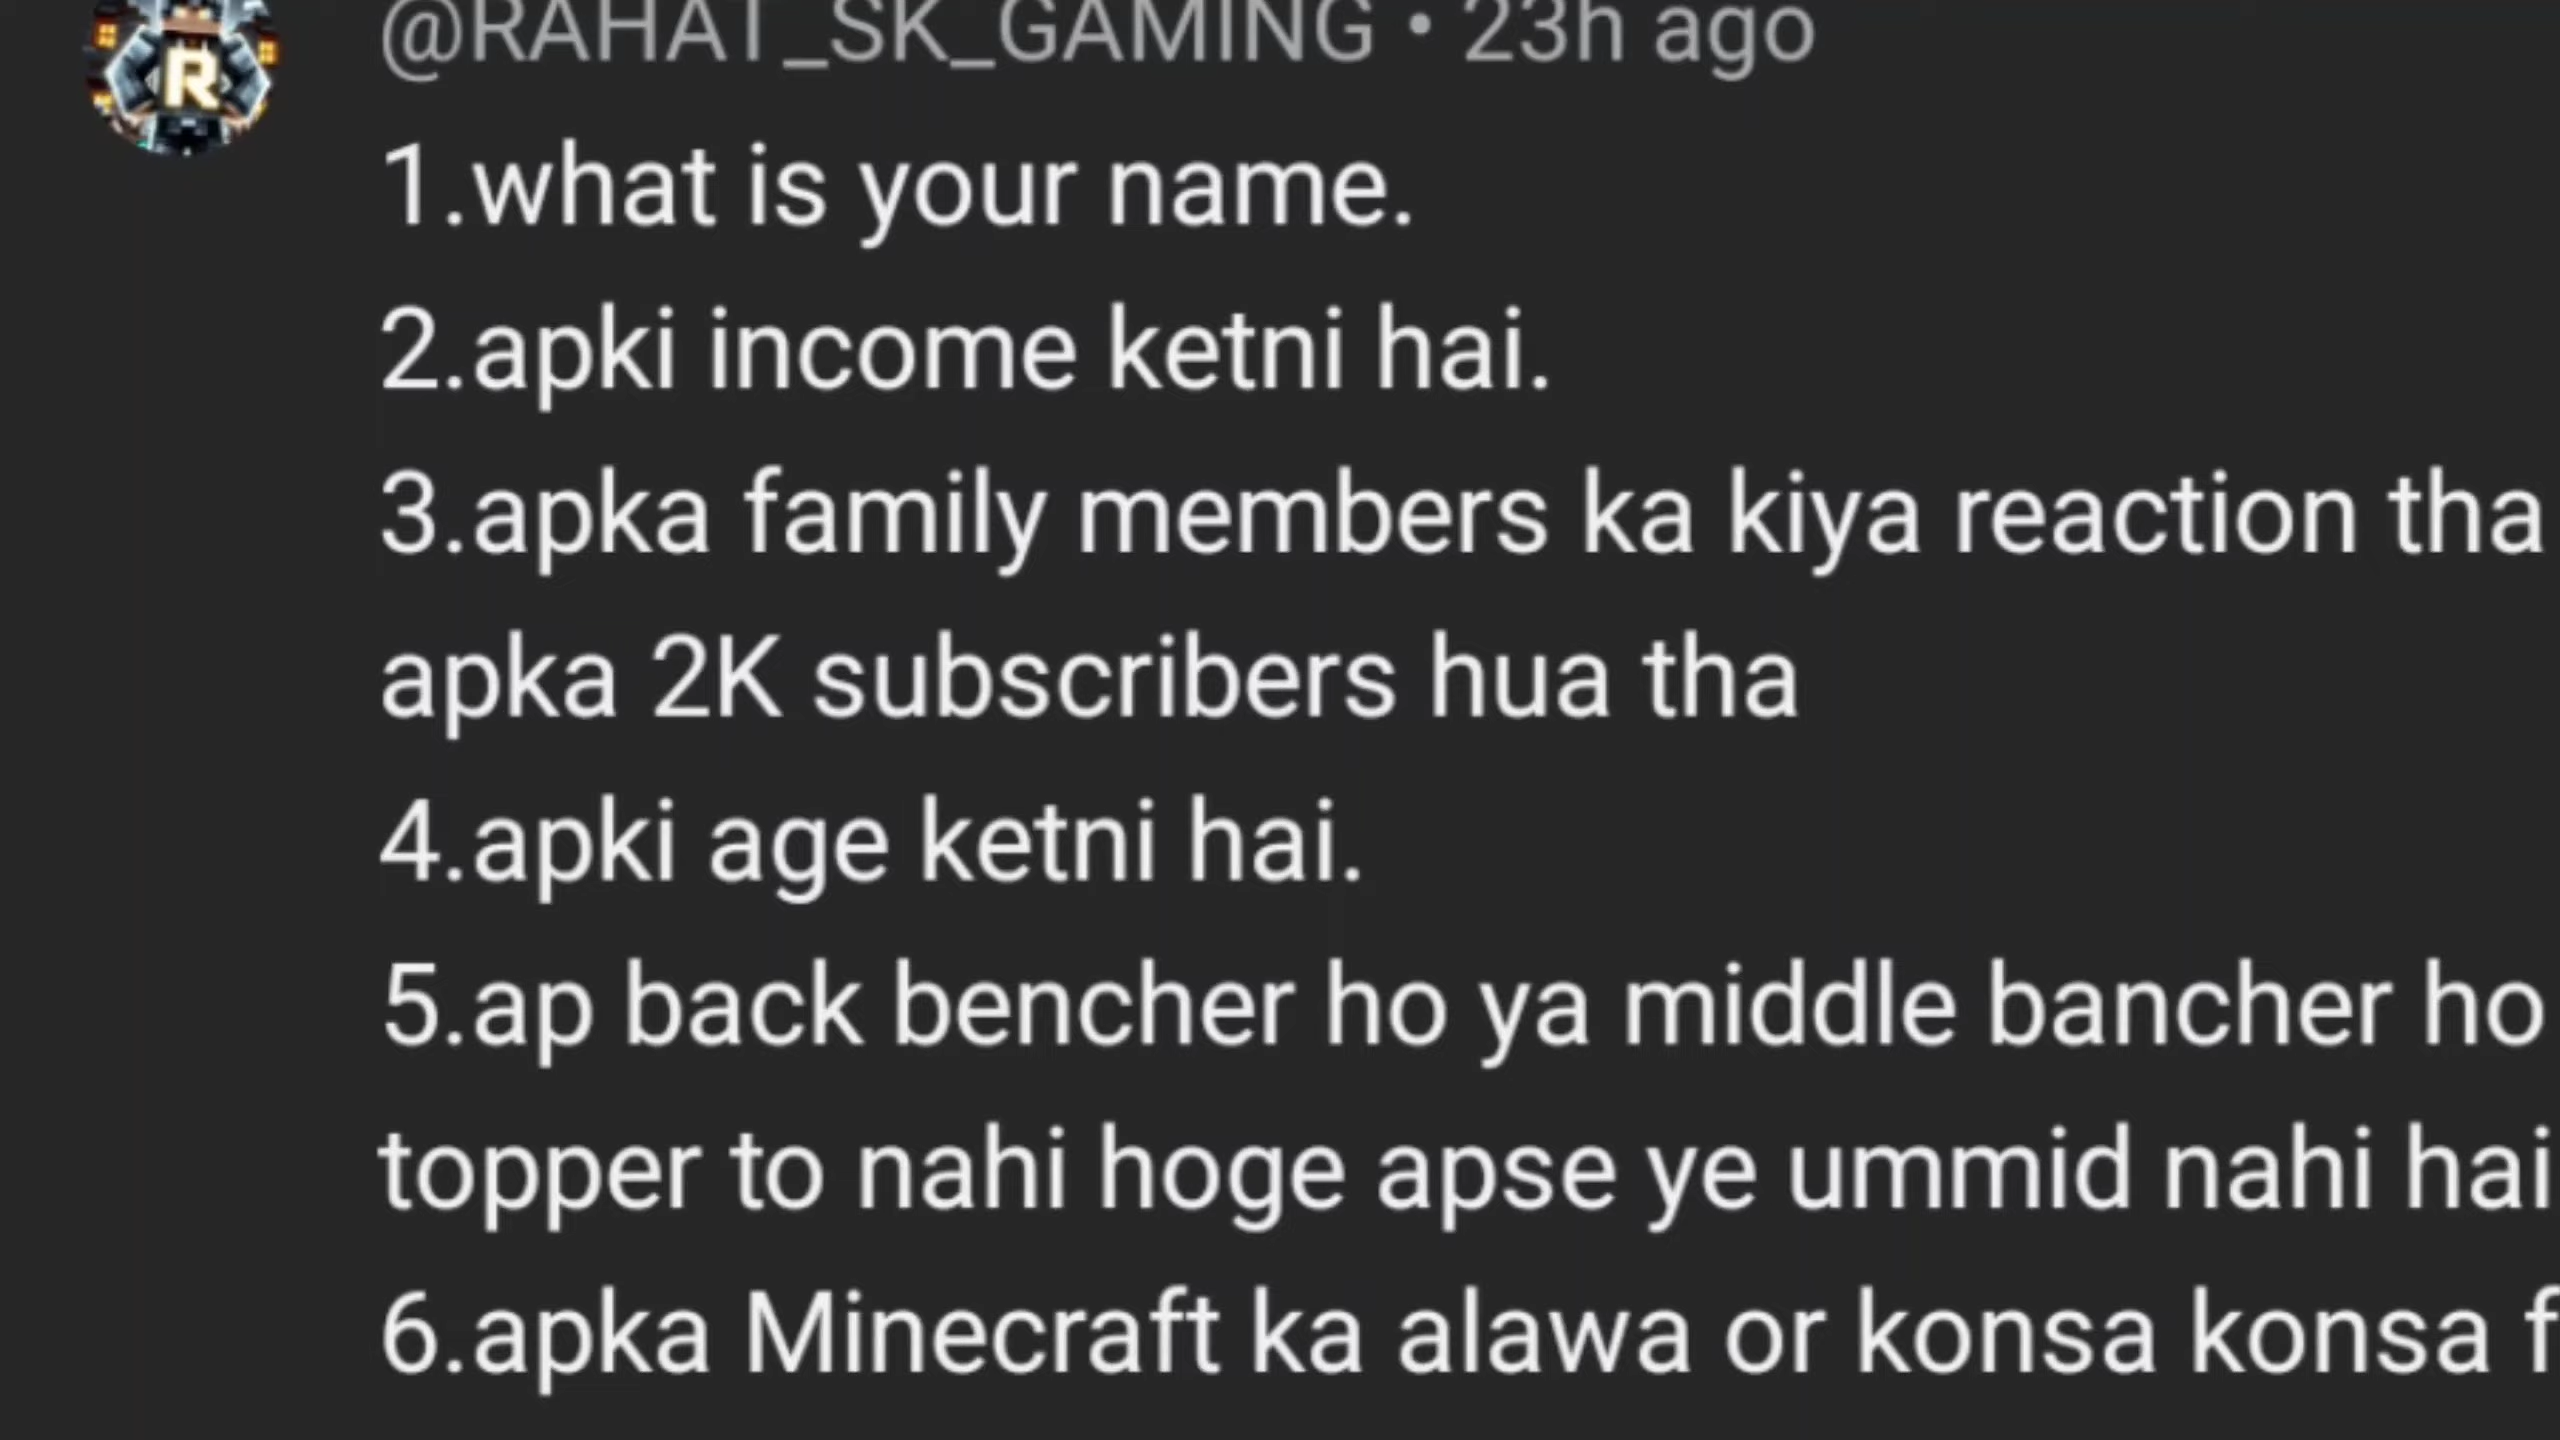 @RAHAT_SK_GAMING • 23h ago
R
1.what is your name.
2.apki income ketni hai.
3.apka family members ka kiya reaction tha
apka 2K subscribers hua tha
4.apki age ketni hai.
5.ap back bencher ho ya middle bancher ho
topper to nahi hoge apse ye ummid nahi hai
6.apka Minecraft ka alawa or konsa konsa f